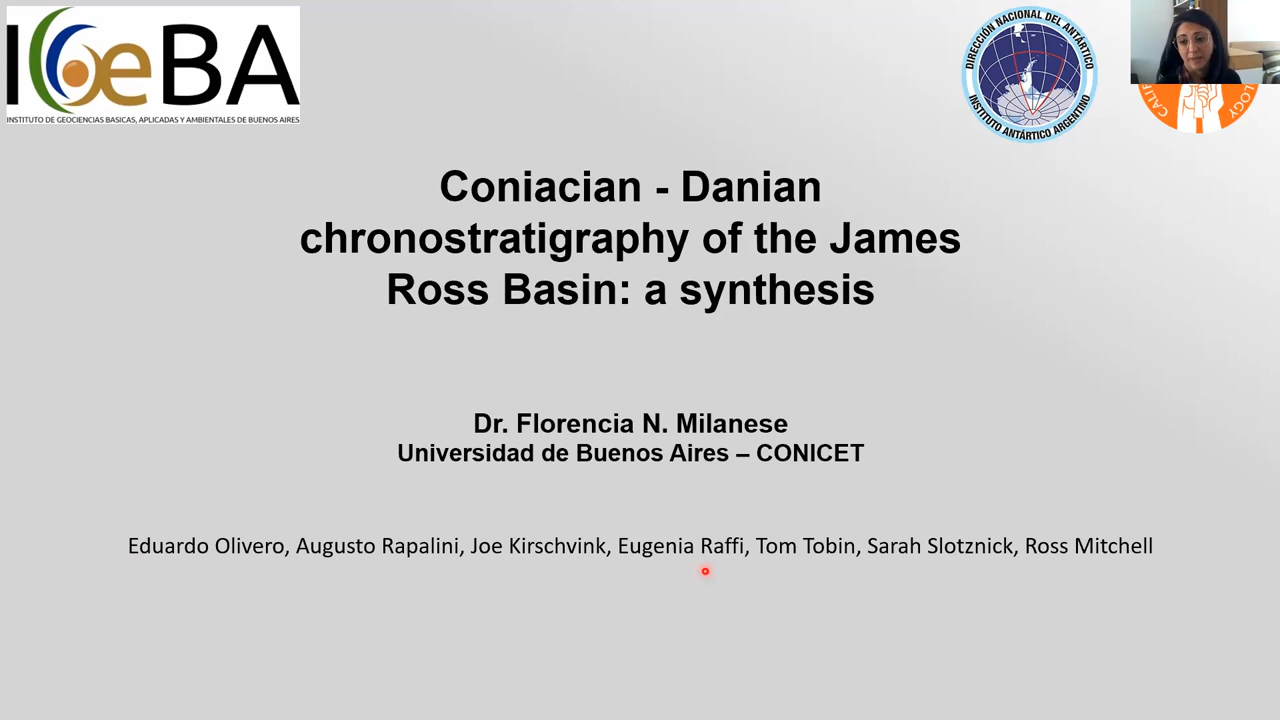 IGeBA
INSTITUTO DE GEOCIENCIAS BASICAS, APLICADAS Y AMBIENTALES DE BUENOS AIRES
DIRECCIÓN NACIONAL DEL ANTÁRTICO
INSTITUTO ANTÁRTICO ARGENTINO
Coniacian - Danian
chronostratigraphy of the James
Ross Basin: a synthesis
Dr. Florencia N. Milanese
Universidad de Buenos Aires – CONICET
Eduardo Olivero, Augusto Rapalini, Joe Kirschvink, Eugenia Raffi, Tom Tobin, Sarah Slotznick, Ross Mitchell